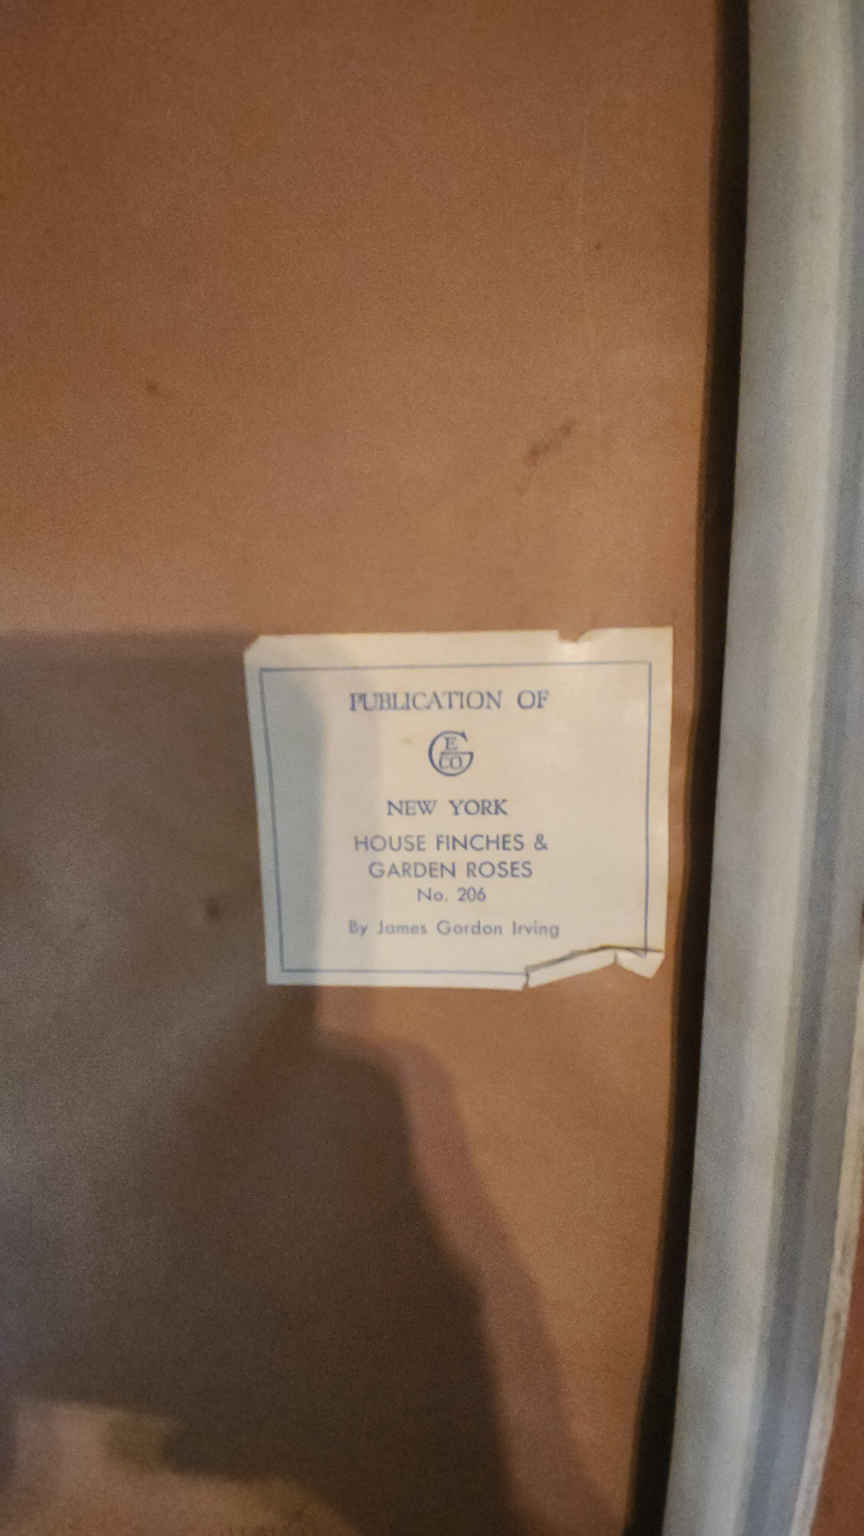 PUBLICATION OF
G E CO
NEW YORK
HOUSE FINCHES &
GARDEN ROSES
No. 206
By James Gordon Irving